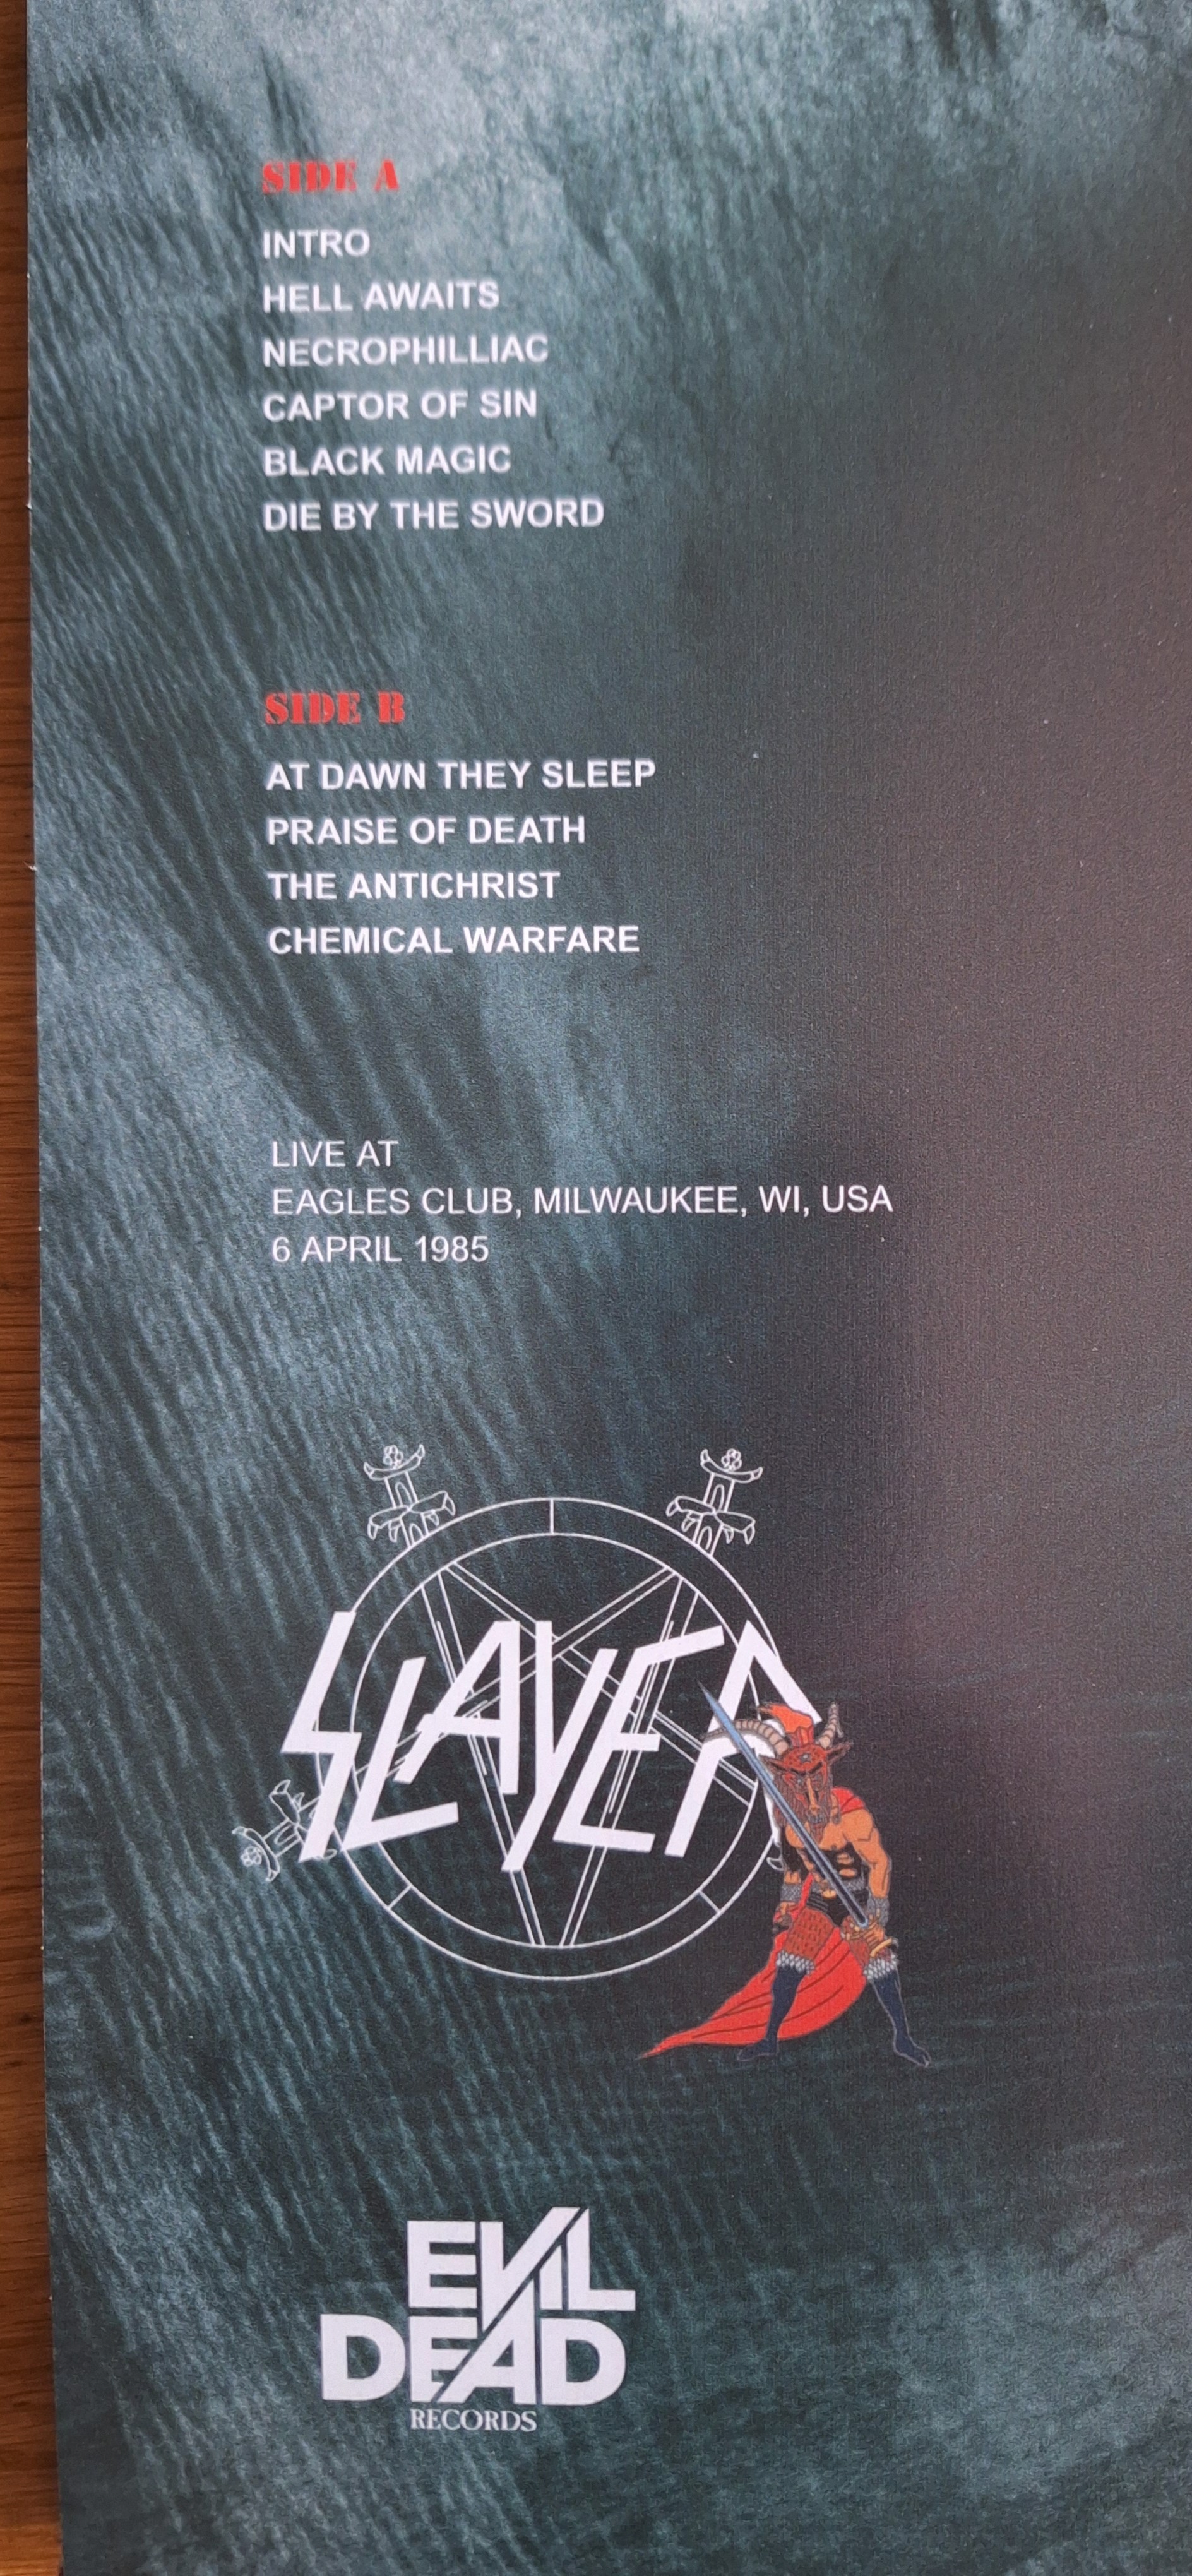 SIDE A
INTRO
HELL AWAITS
NECROPHILLIAC
CAPTOR OF SIN
BLACK MAGIC
DIE BY THE SWORD
SIDE B
AT DAWN THEY SLEEP
PRAISE OF DEATH
THE ANTICHRIST
CHEMICAL WARFARE
LIVE AT
EAGLES CLUB, MILWAUKEE, WI, USA
6 APRIL 1985
SLAYER
EVIL
DEAD
RECORDS